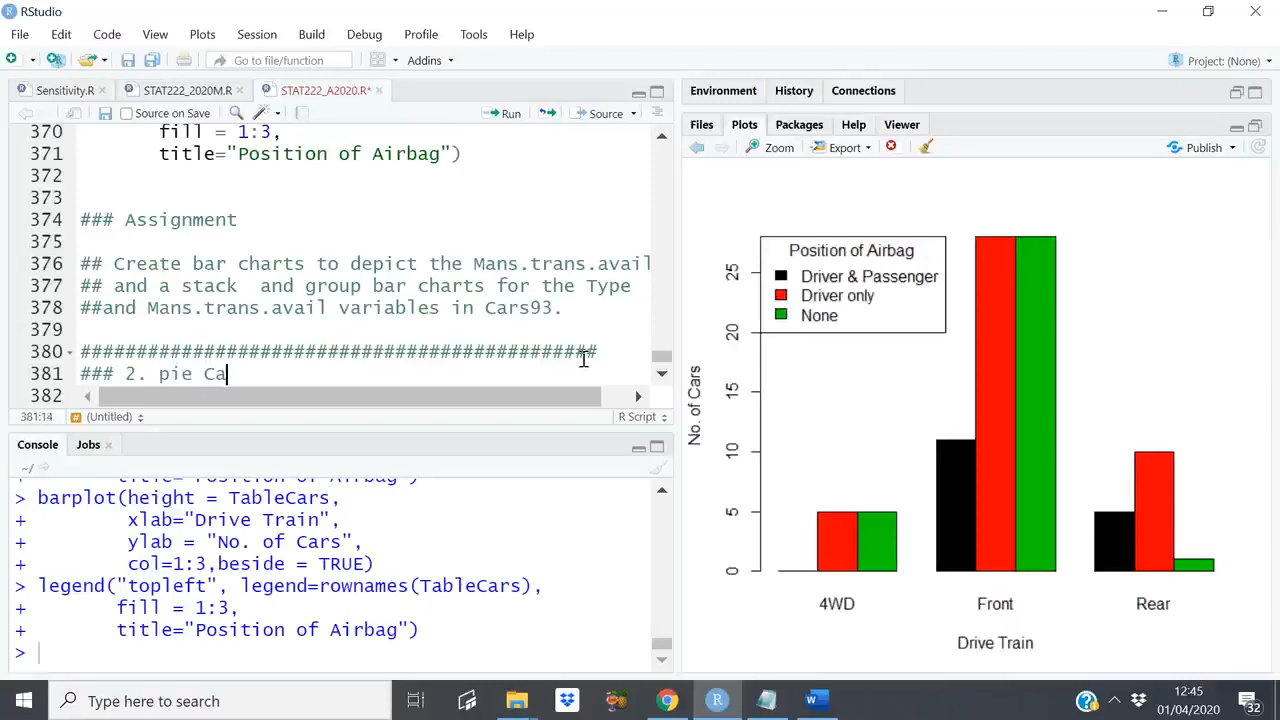 RStudio
File Edit Code View Plots Session Build Debug Profile Tools Help
Go to file/function Addins Project: (None)
Sensitivity.R STAT222_2020M.R STAT222_A2020.R*
Source on Save Run Source
370 fill = 1:3,
371 title="Position of Airbag")
372
373
374 ### Assignment
375
376 ## Create bar charts to depict the Mans.trans.avail
377 ## and a stack  and group bar charts for the Type
378 ##and Mans.trans.avail variables in Cars93.
379
380 ##############################################
381 ### 2. pie Ca
382
381:14 # (Untitled) R Script
Console Jobs
~/
+ title="Position of Airbag")
> barplot(height = TableCars,
+ xlab="Drive Train",
+ ylab = "No. of Cars",
+ col=1:3,beside = TRUE)
> legend("topleft", legend=rownames(TableCars),
+ fill = 1:3,
+ title="Position of Airbag")
>
Environment History Connections
Files Plots Packages Help Viewer
Zoom Export Publish
Position of Airbag
Driver & Passenger
Driver only
None
25
20
15
10
5
0
No. of Cars
4WD Front Rear
Drive Train
Type here to search
12:45
01/04/2020
32